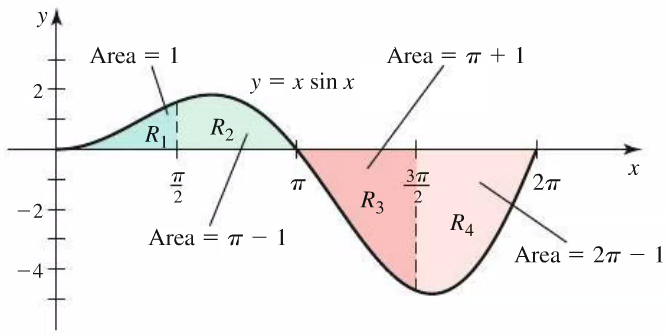 y
Area = 1
Area = π + 1
y = x sin x
2
R₁
R₂
π/2
π
3π/2
2π
x
R₃
−2
R₄
Area = π − 1
Area = 2π − 1
−4